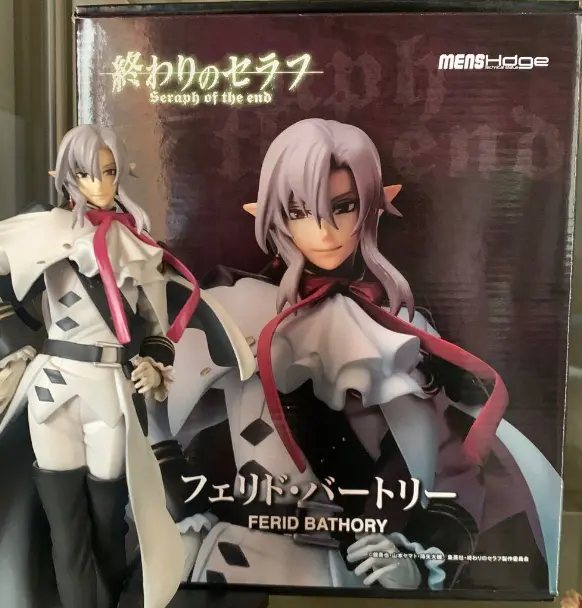 MENS Hdge
終わりのセラフ
Seraph of the end
フェリド・バートリー
FERID BATHORY